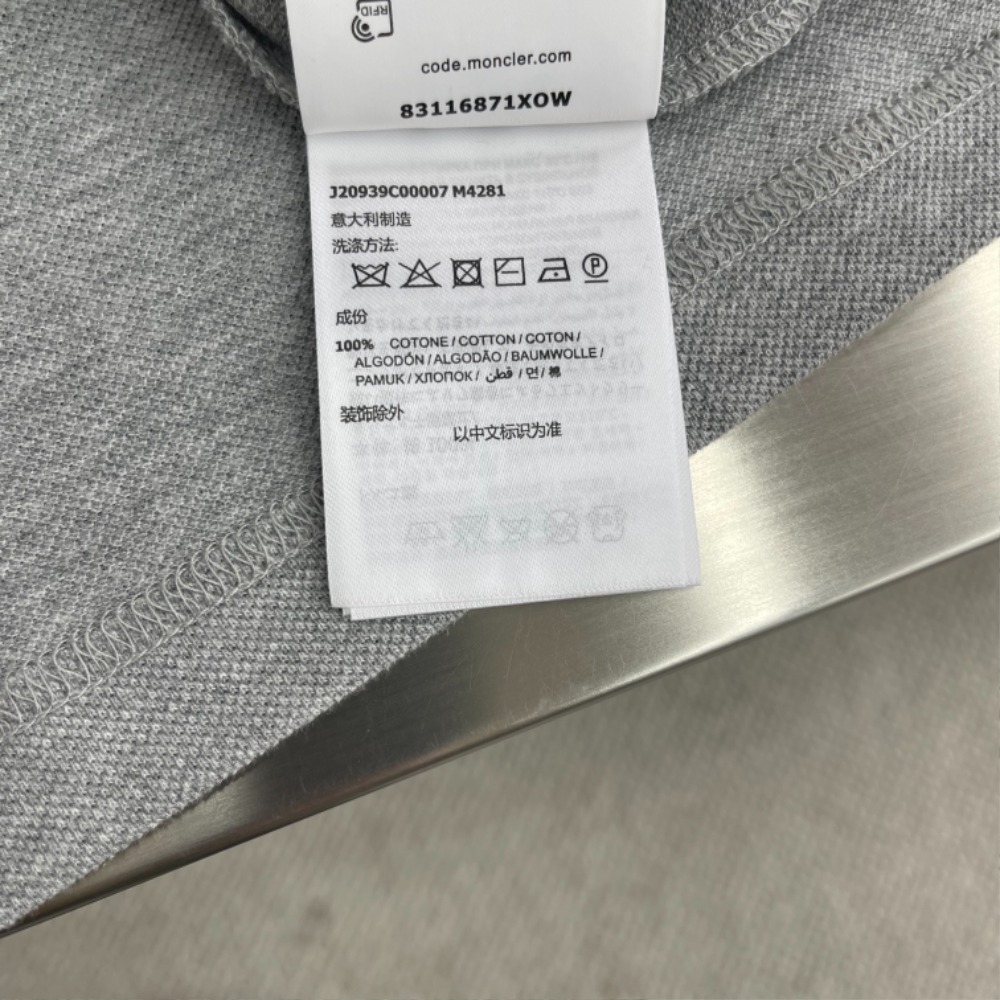 RFID
code.moncler.com
83116871XOW
J20939C00007 M4281
意大利制造
洗涤方法:
P
成份
100% COTONE / COTTON / COTON /
ALGODÓN / ALGODÃO / BAUMWOLLE /
PAMUK / ХЛОПОК / قطن / 면 / 棉
装饰除外
以中文标识为准